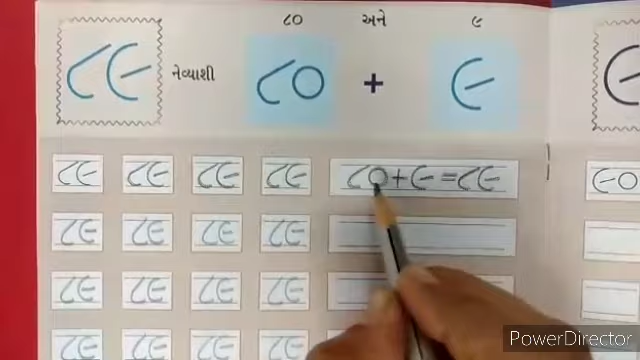 ૮૦ અને ૯
૮૯ નેવ્યાશી ૮૦ + ૯
૮૯ ૮૯ ૮૯ ૮૯ ૮૦+૯=૮૯ ૯૦
૮૯ ૮૯ ૮૯ ૮૯
૮૯ ૮૯ ૮૯ ૮૯
૮૯ ૮૯ ૮૯ ૮૯
PowerDirector